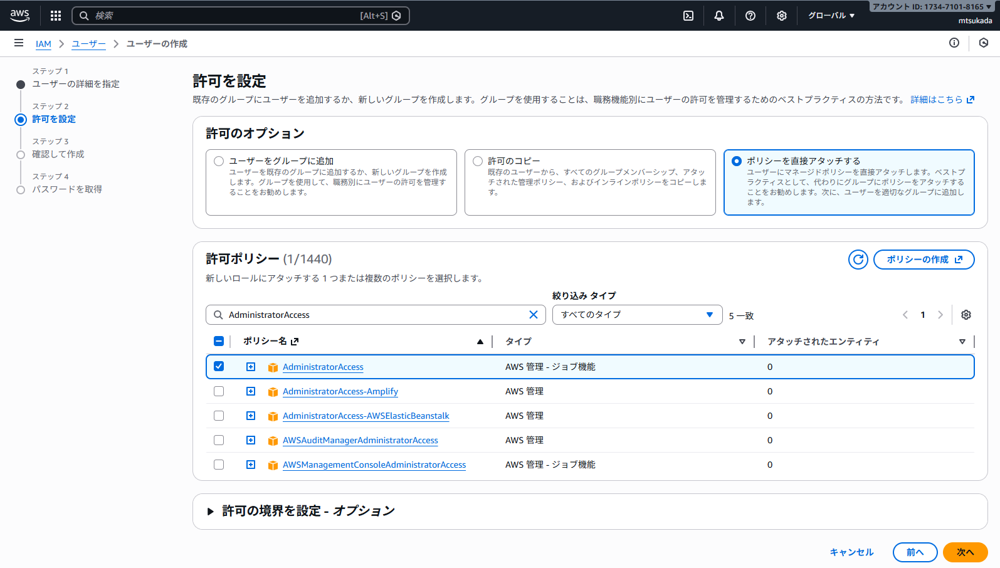 aws
検索
[Alt+S]
グローバル ▼
アカウント ID: 1734-7101-8165 ▼
mtsukada
IAM
ユーザー
ユーザーの作成
ステップ 1
ユーザーの詳細を指定
ステップ 2
許可を設定
ステップ 3
確認して作成
ステップ 4
パスワードを取得
許可を設定
既存のグループにユーザーを追加するか、新しいグループを作成します。グループを使用することは、職務機能別にユーザーの許可を管理するためのベストプラクティスの方法です。 詳細はこちら
許可のオプション
ユーザーをグループに追加
ユーザーを既存のグループに追加するか、新しいグループを作成
します。グループを使用して、職務別にユーザーの許可を管理す
ることをお勧めします。
許可のコピー
既存のユーザーから、すべてのグループメンバーシップ、アタッ
チされた管理ポリシー、およびインラインポリシーをコピーしま
す。
ポリシーを直接アタッチする
ユーザーにマネージドポリシーを直接アタッチします。ベストプ
ラクティスとして、代わりにグループにポリシーをアタッチする
ことをお勧めします。次に、ユーザーを適切なグループに追加し
ます。
許可ポリシー (1/1440)
ポリシーの作成
新しいロールにアタッチする 1 つまたは複数のポリシーを選択します。
絞り込み タイプ
AdministratorAccess
すべてのタイプ
5 一致
1
ポリシー名
タイプ
アタッチされたエンティティ
AdministratorAccess
AWS 管理 - ジョブ機能
0
AdministratorAccess-Amplify
AWS 管理
0
AdministratorAccess-AWSElasticBeanstalk
AWS 管理
0
AWSAuditManagerAdministratorAccess
AWS 管理
0
AWSManagementConsoleAdministratorAccess
AWS 管理 - ジョブ機能
0
許可の境界を設定 - オプション
キャンセル
前へ
次へ